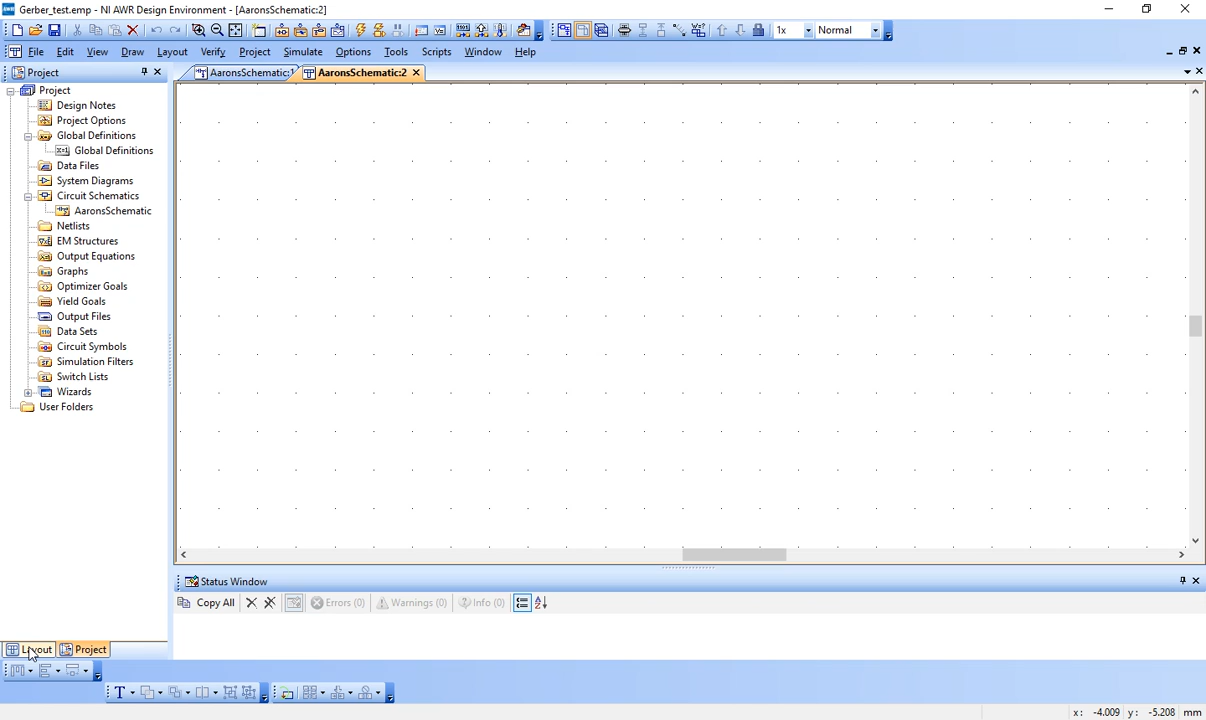 Gerber_test.emp - NI AWR Design Environment - [AaronsSchematic:2]
1x Normal
File Edit View Draw Layout Verify Project Simulate Options Tools Scripts Window Help
Project
AaronsSchematic:1 AaronsSchematic:2
Project
Design Notes
Project Options
Global Definitions
Global Definitions
Data Files
System Diagrams
Circuit Schematics
AaronsSchematic
Netlists
EM Structures
Output Equations
Graphs
Optimizer Goals
Yield Goals
Output Files
Data Sets
Circuit Symbols
Simulation Filters
Switch Lists
Wizards
User Folders
Status Window
Copy All Errors (0) Warnings (0) Info (0)
Layout Project
x: -4.009 y: -5.208 mm